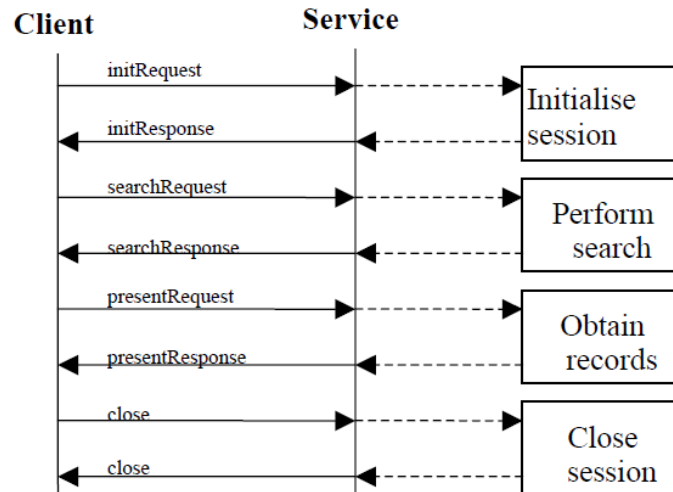 Client
Service
initRequest
Initialise
session
initResponse
searchRequest
Perform
search
searchResponse
presentRequest
Obtain
records
presentResponse
close
Close
session
close